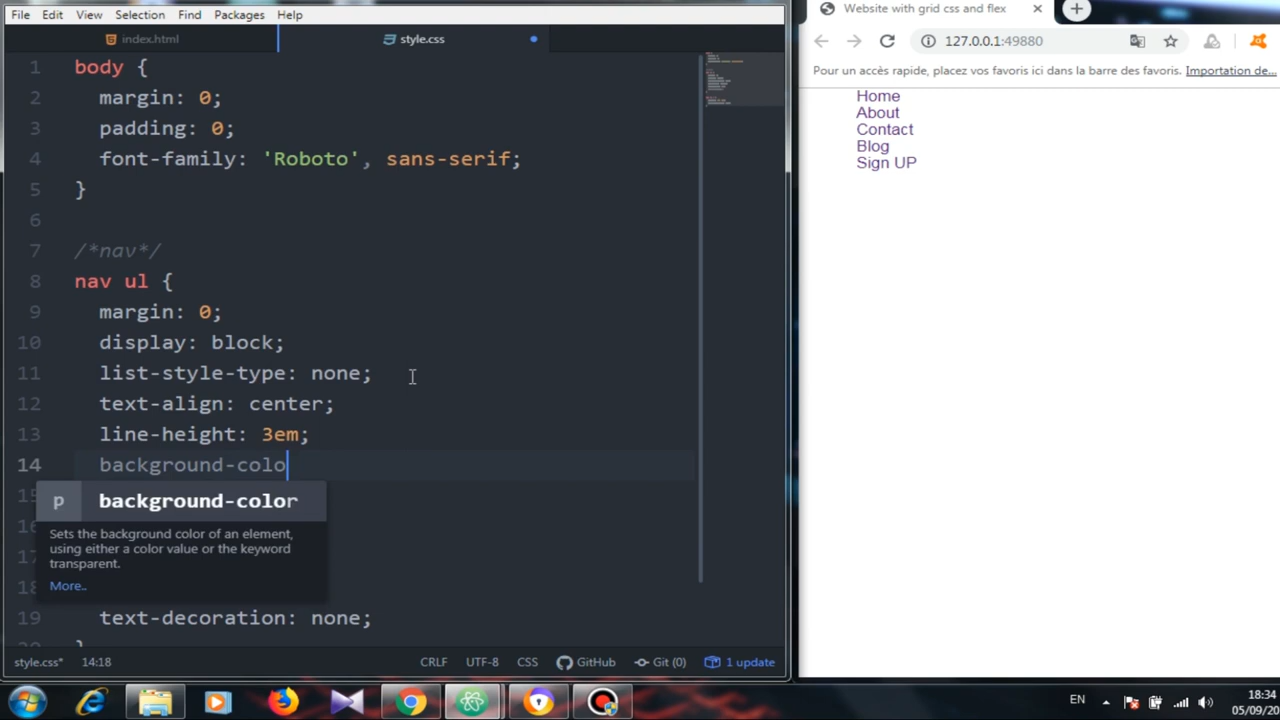 File Edit View Selection Find Packages Help
index.html
style.css
1 body {
2 margin: 0;
3 padding: 0;
4 font-family: 'Roboto', sans-serif;
5 }
6
7 /*nav*/
8 nav ul {
9 margin: 0;
10 display: block;
11 list-style-type: none;
12 text-align: center;
13 line-height: 3em;
14 background-colo
p background-color
Sets the background color of an element,
using either a color value or the keyword
transparent.
More..
19 text-decoration: none;
style.css* 14:18 CRLF UTF-8 CSS GitHub Git (0) 1 update
Website with grid css and flex
127.0.0.1:49880
Pour un accès rapide, placez vos favoris ici dans la barre des favoris. Importation de...
Home
About
Contact
Blog
Sign UP
EN
18:34
05/09/20